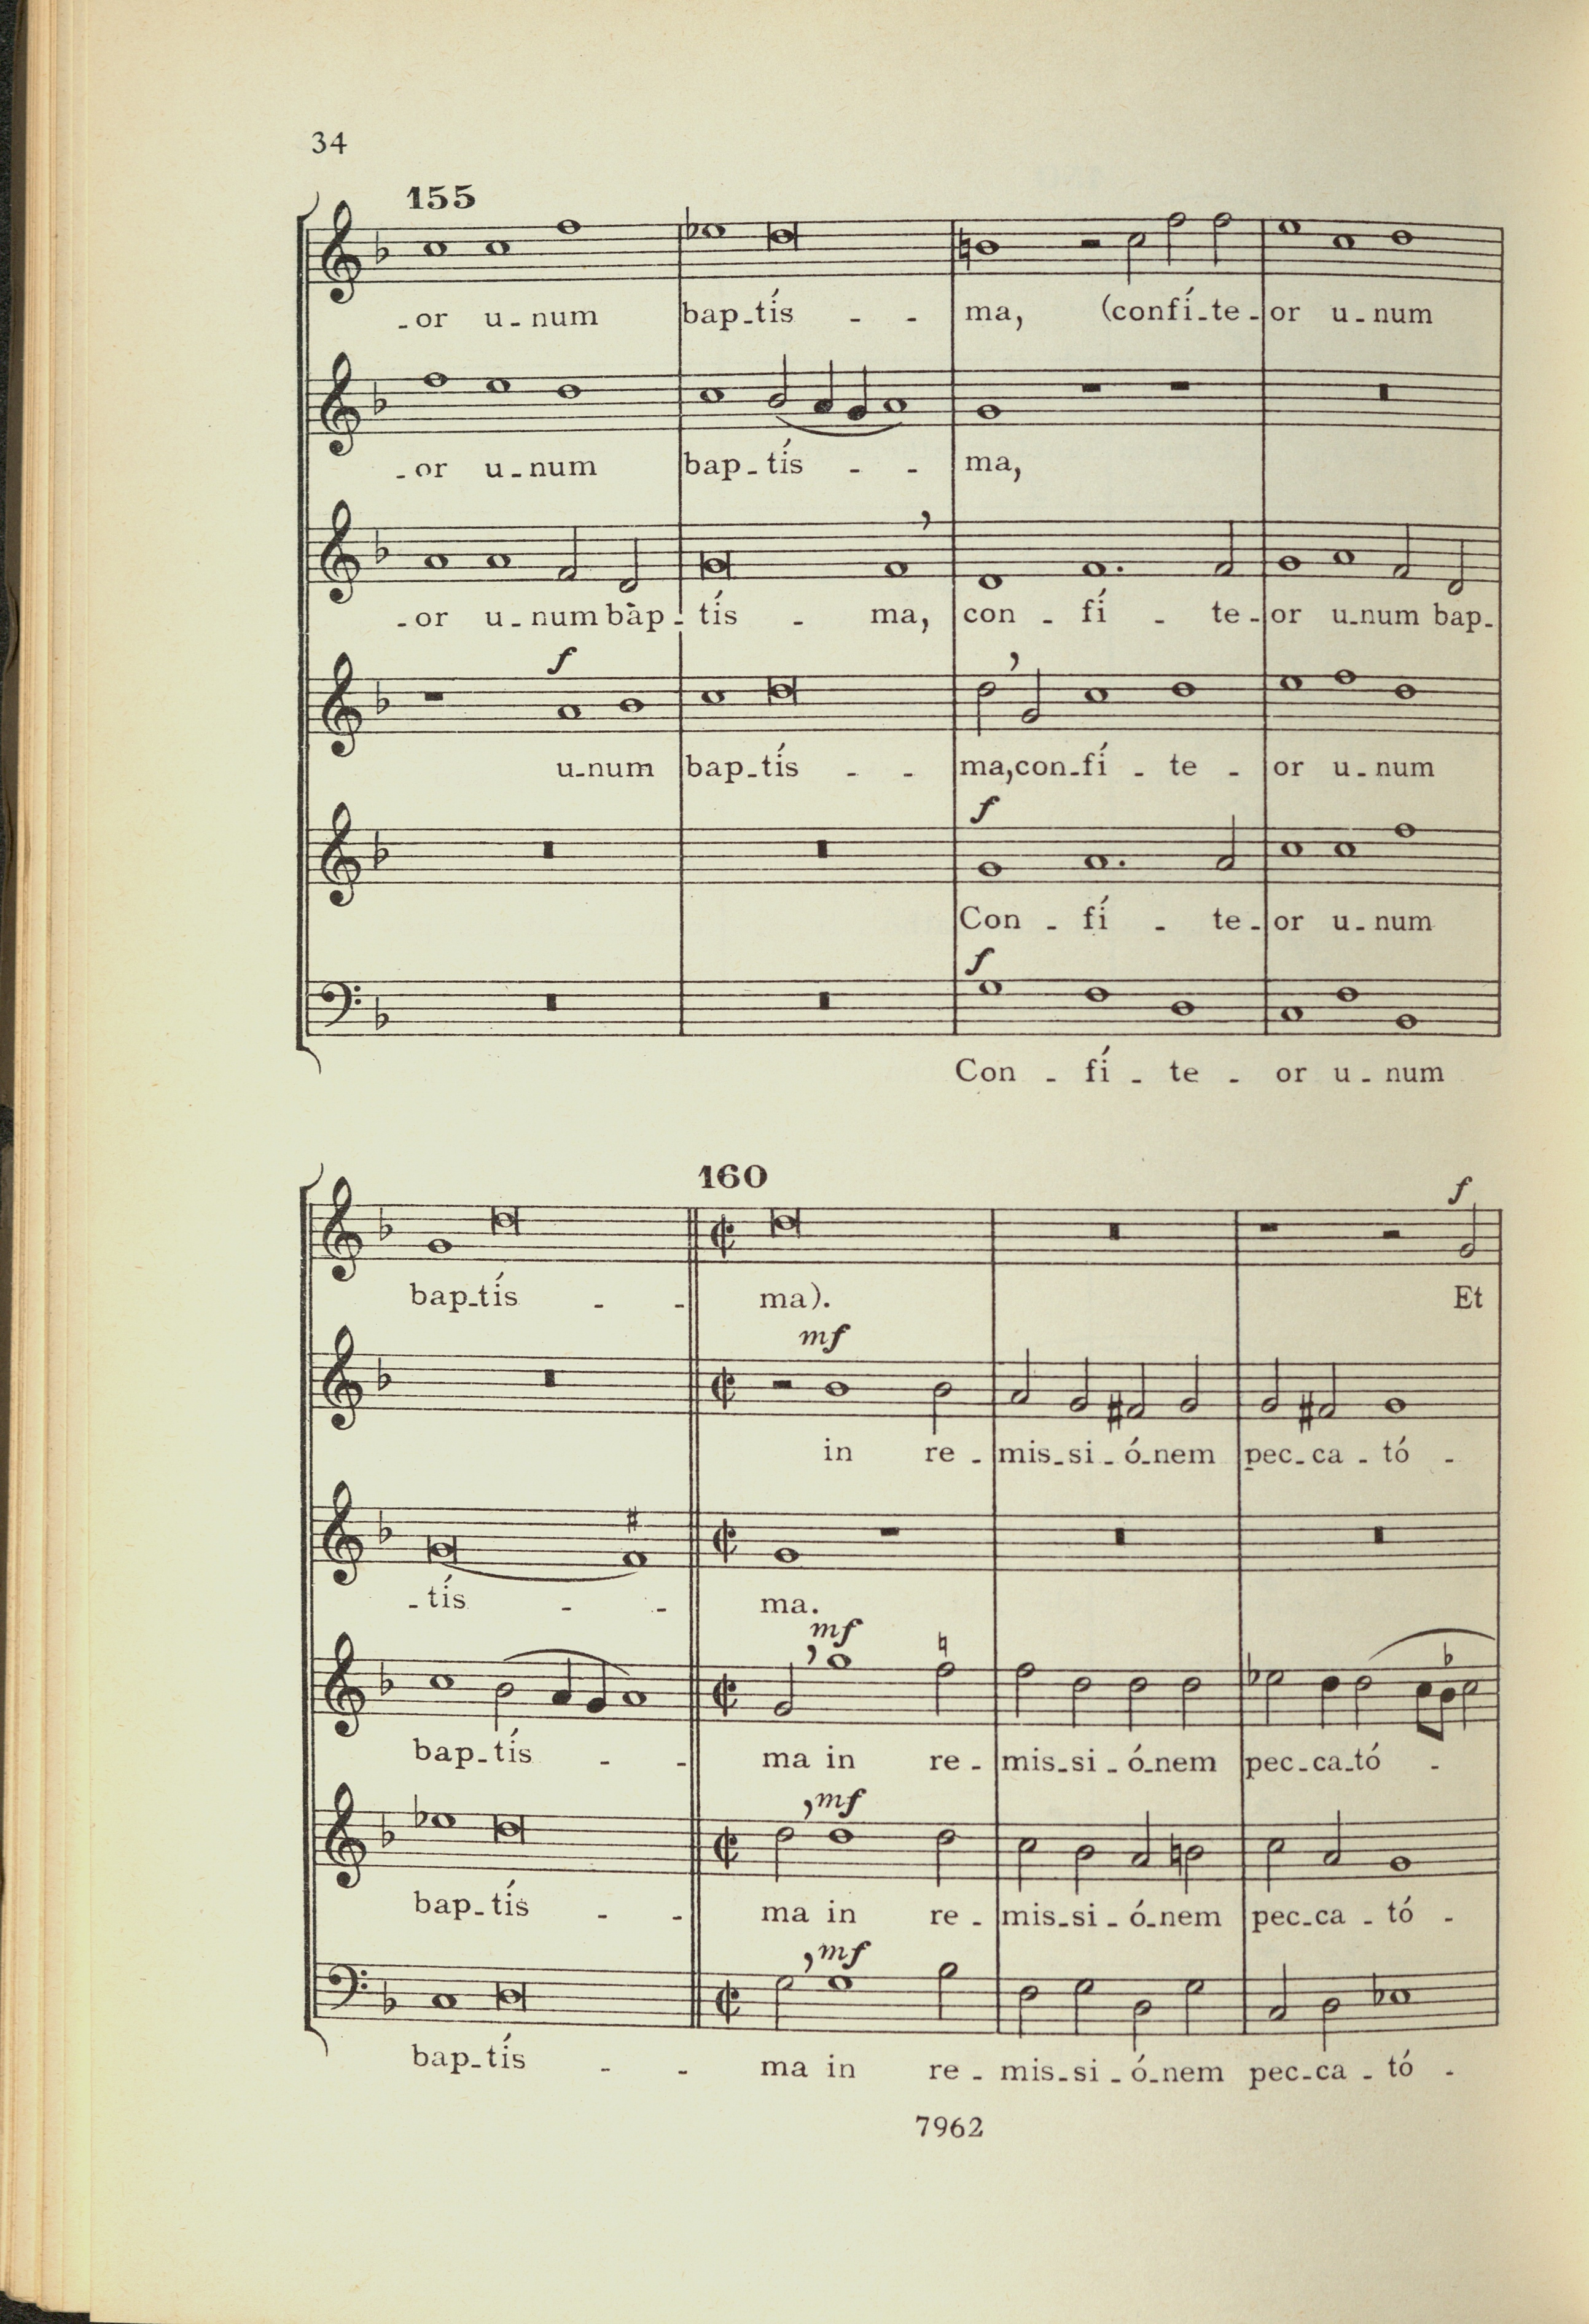 34
155
-or u-num bap-tís - - ma, (confí-te-or u-num
-or u-num bap-tís - - ma,
-or u-num bap-tís - ma, con - fí - te-or u-num bap-
f
u-num bap-tís - - ma,con-fí - te - or u-num
f
Con - fí - te-or u-num
f
Con - fí - te - or u-num
160
f
bap-tís - - ma). Et
mf
in re - mis-si-ó-nem pec-ca-tó -
-tís - - ma.
mf
bap-tís - - ma in re - mis-si-ó-nem pec-ca-tó -
mf
bap-tís - - ma in re - mis-si-ó-nem pec-ca-tó -
mf
bap-tís - - ma in re - mis-si-ó-nem pec-ca-tó -
7962